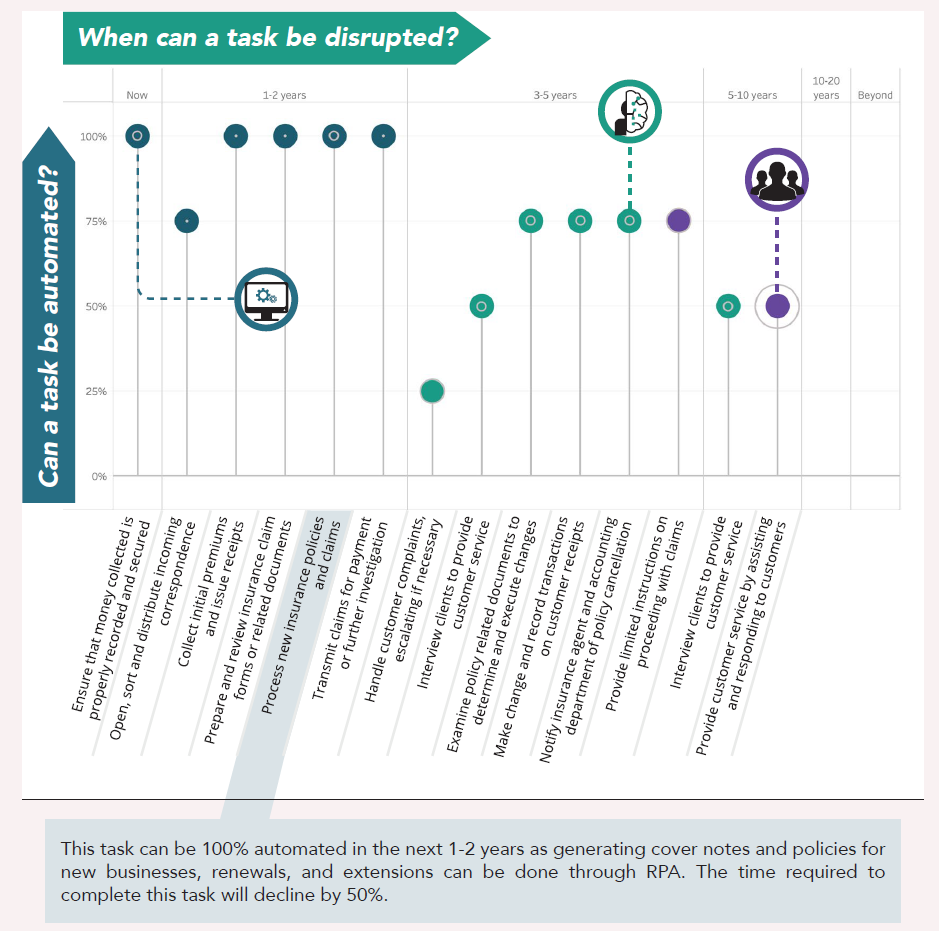 When can a task be disrupted?
Can a task be automated?
Now
1-2 years
3-5 years
5-10 years
10-20
years
Beyond
100%
75%
50%
25%
0%
Ensure that money collected is
properly recorded and secured
Open, sort and distribute incoming
correspondence
Collect initial premiums
and issue receipts
Prepare and review insurance claim
forms or related documents
Process new insurance policies
and claims
Transmit claims for payment
or further investigation
Handle customer complaints,
escalating if necessary
Interview clients to provide
customer service
Examine policy related documents to
determine and execute changes
Make change and record transactions
on customer receipts
Notify insurance agent and accounting
department of policy cancellation
Provide limited instructions on
proceeding with claims
Interview clients to provide
customer service
Provide customer service by assisting
and responding to customers
This task can be 100% automated in the next 1-2 years as generating cover notes and policies for
new businesses, renewals, and extensions can be done through RPA. The time required to
complete this task will decline by 50%.